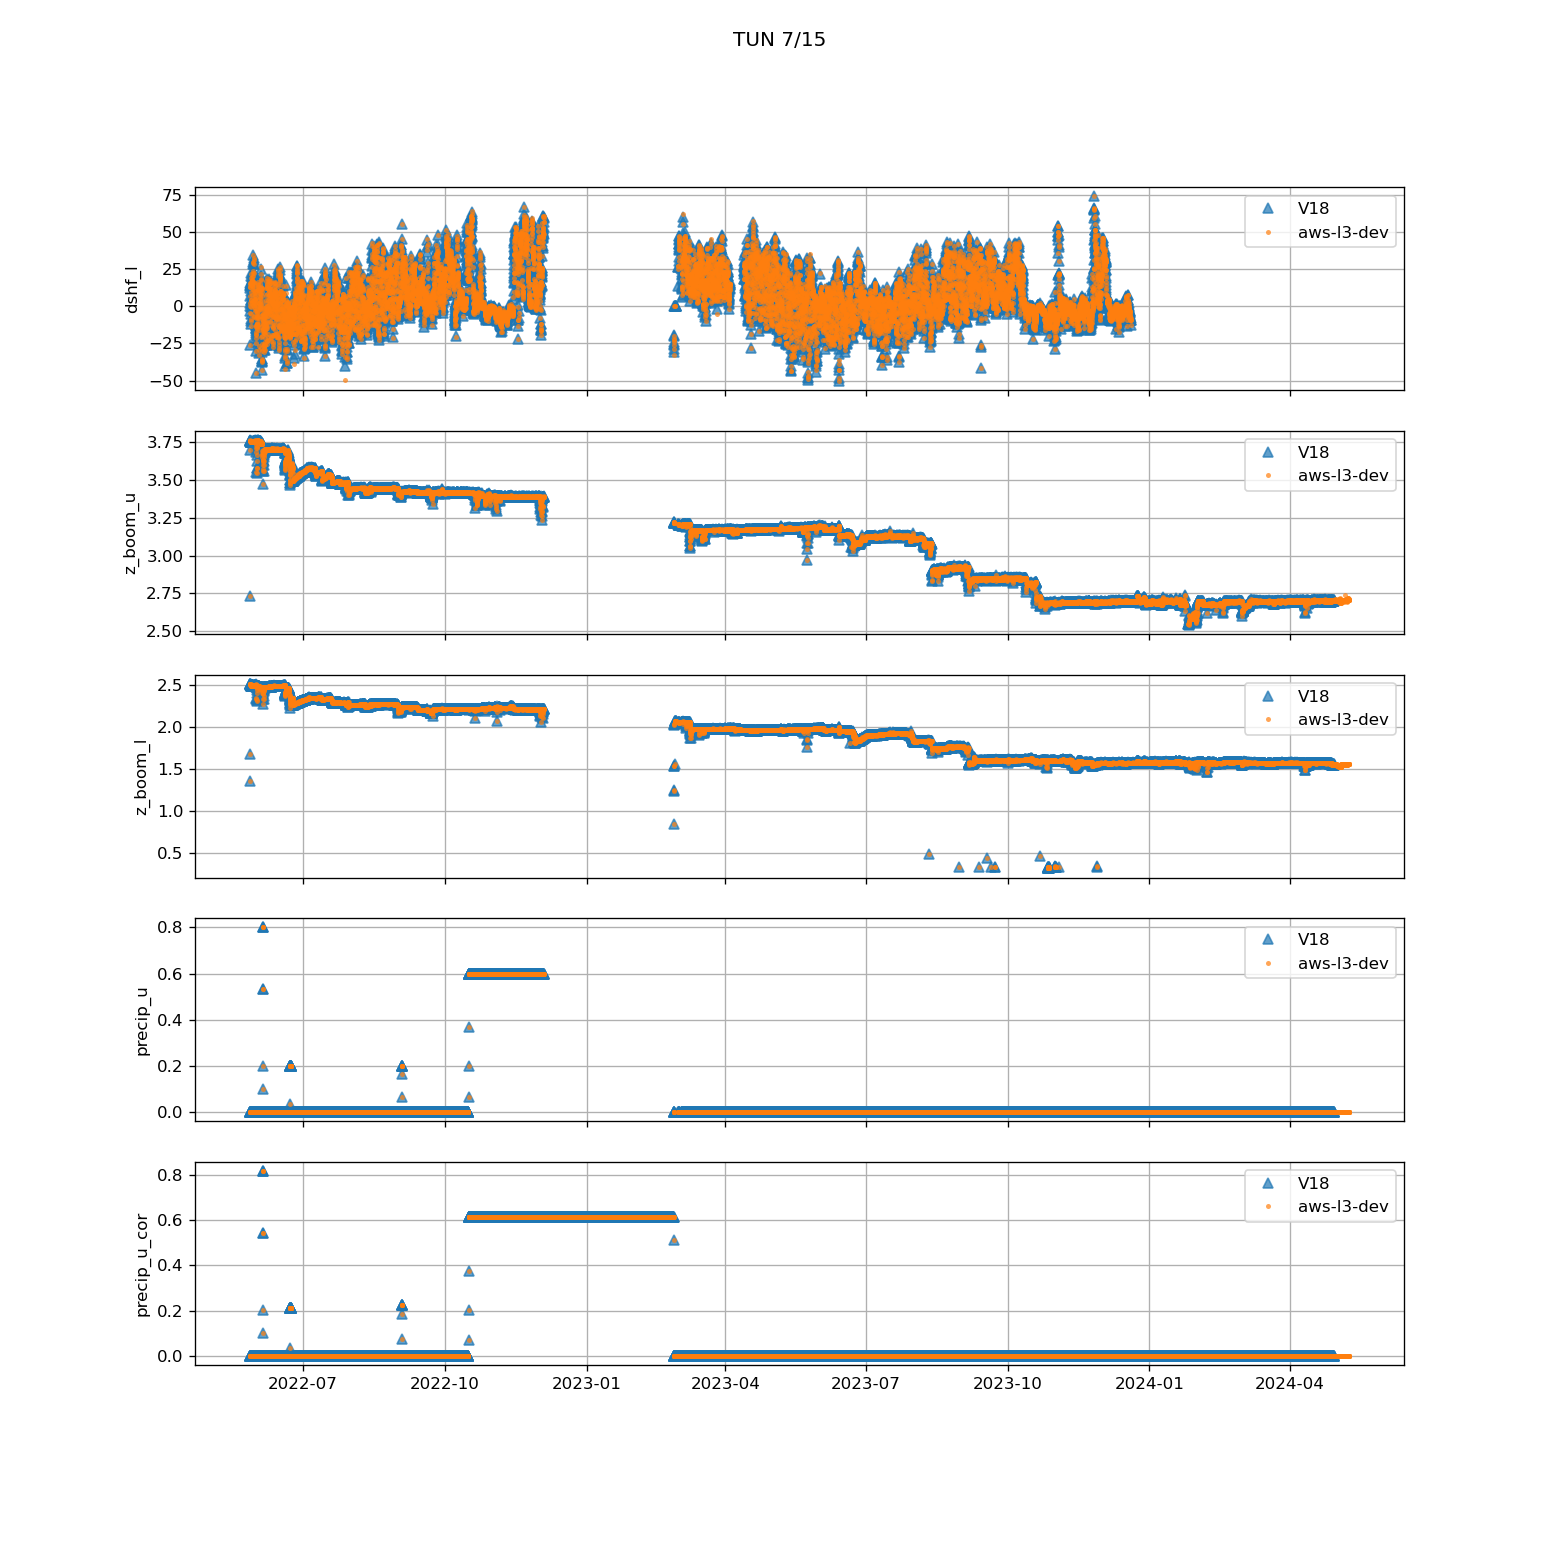 TUN 7/15
75
50
25
0
−25
−50
dshf_l
V18
aws-l3-dev
3.75
3.50
3.25
3.00
2.75
2.50
z_boom_u
V18
aws-l3-dev
2.5
2.0
1.5
1.0
0.5
z_boom_l
V18
aws-l3-dev
0.8
0.6
0.4
0.2
0.0
precip_u
V18
aws-l3-dev
0.8
0.6
0.4
0.2
0.0
precip_u_cor
V18
aws-l3-dev
2022-07 2022-10 2023-01 2023-04 2023-07 2023-10 2024-01 2024-04